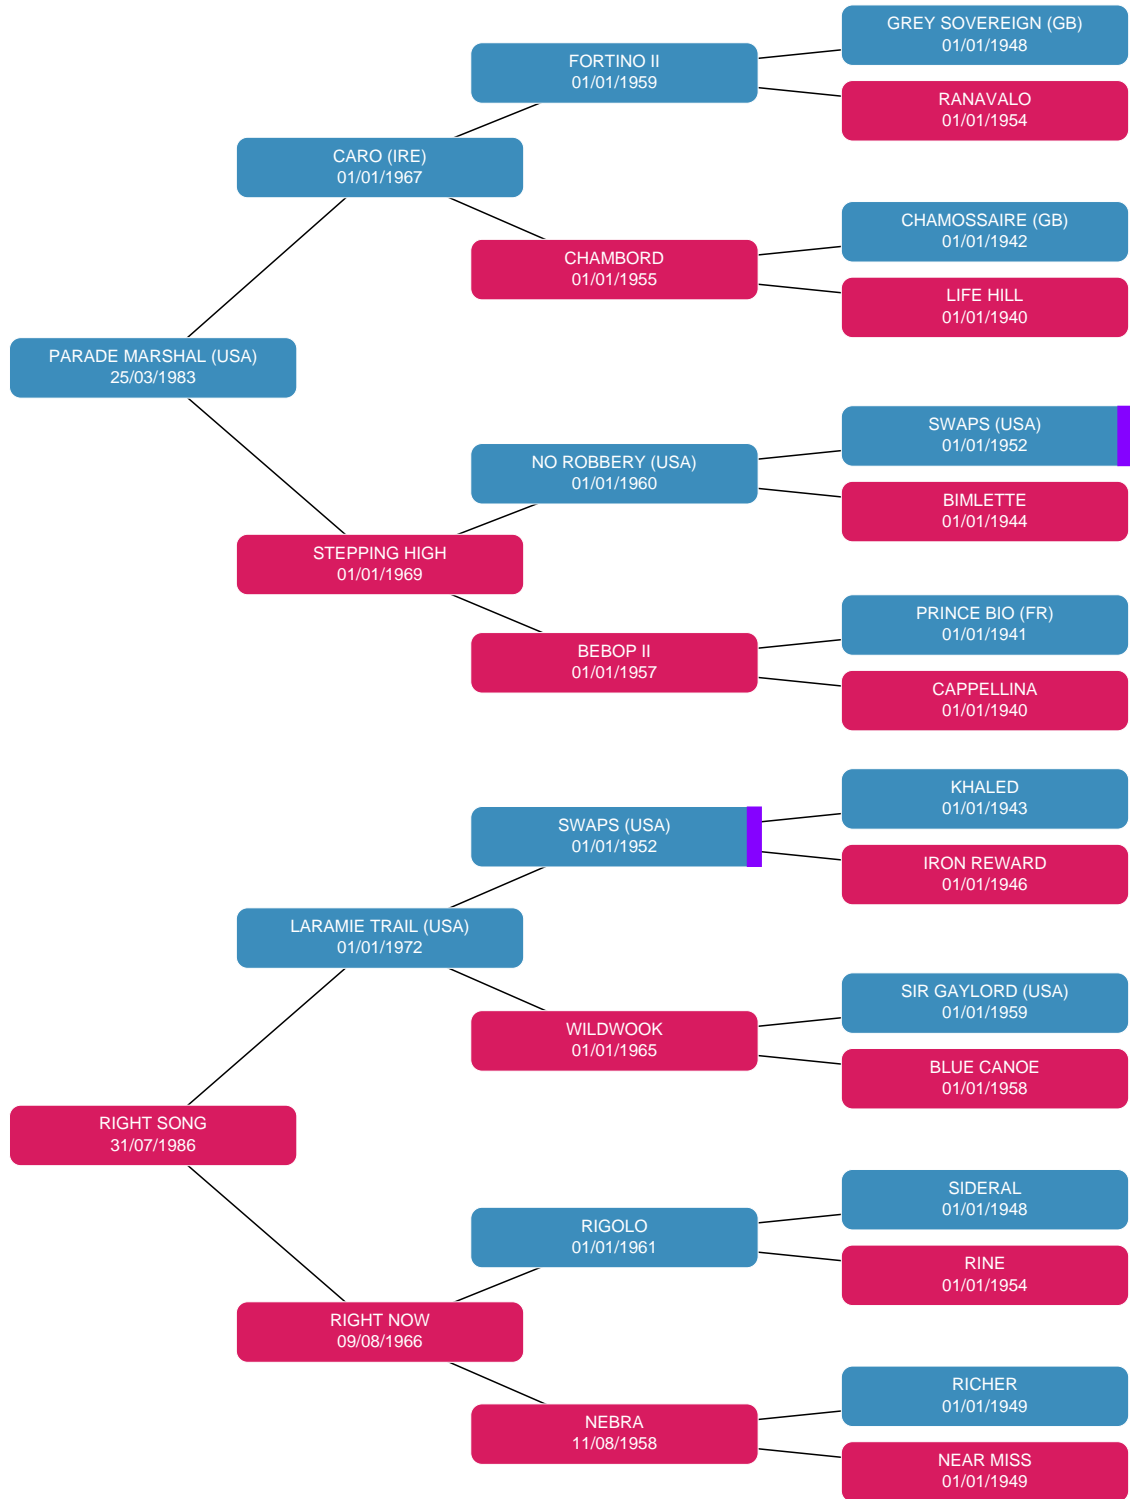 GREY SOVEREIGN (GB)
01/01/1948
FORTINO II
01/01/1959
RANAVALO
01/01/1954
CARO (IRE)
01/01/1967
CHAMOSSAIRE (GB)
01/01/1942
CHAMBORD
01/01/1955
LIFE HILL
01/01/1940
PARADE MARSHAL (USA)
25/03/1983
SWAPS (USA)
01/01/1952
NO ROBBERY (USA)
01/01/1960
BIMLETTE
01/01/1944
STEPPING HIGH
01/01/1969
PRINCE BIO (FR)
01/01/1941
BEBOP II
01/01/1957
CAPPELLINA
01/01/1940
KHALED
01/01/1943
SWAPS (USA)
01/01/1952
IRON REWARD
01/01/1946
LARAMIE TRAIL (USA)
01/01/1972
SIR GAYLORD (USA)
01/01/1959
WILDWOOK
01/01/1965
BLUE CANOE
01/01/1958
RIGHT SONG
31/07/1986
SIDERAL
01/01/1948
RIGOLO
01/01/1961
RINE
01/01/1954
RIGHT NOW
09/08/1966
RICHER
01/01/1949
NEBRA
11/08/1958
NEAR MISS
01/01/1949